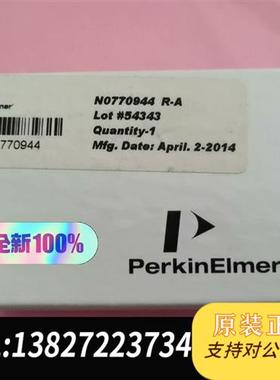 N0770944 R-A
Lot #54343
Quantity-1
Mfg. Date: April. 2-2014
770944
全新100%
PerkinElmer
:13827223734
原装正
支持对公